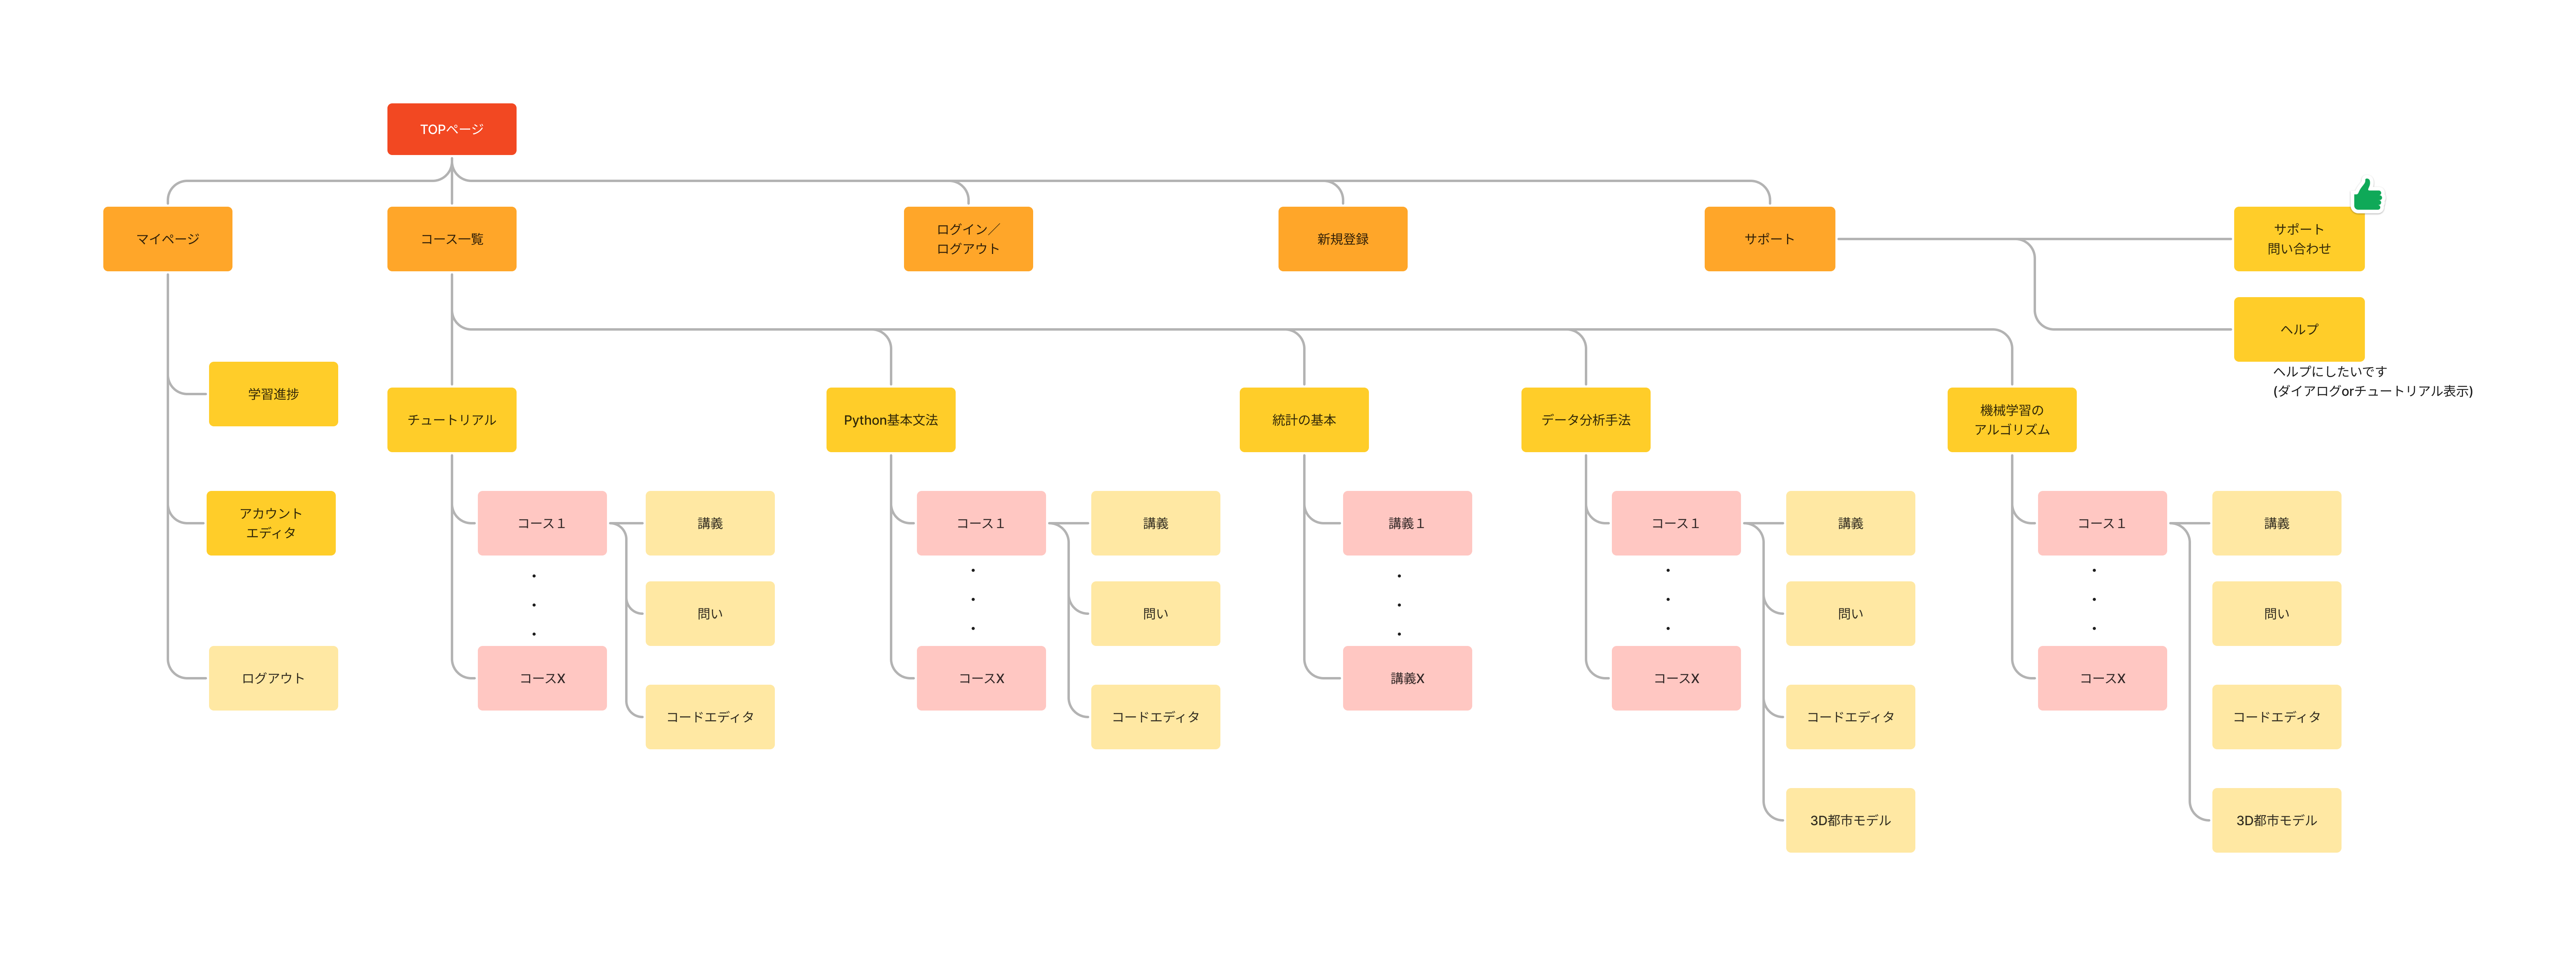 TOPページ
マイページ
コース一覧
ログイン／
ログアウト
新規登録
サポート
サポート
問い合わせ
ヘルプ
ヘルプにしたいです
(ダイアログorチュートリアル表示)
学習進捗
アカウント
エディタ
ログアウト
チュートリアル
コース１
・
・
・
コースX
講義
問い
コードエディタ
Python基本文法
コース１
・
・
・
コースX
講義
問い
コードエディタ
統計の基本
講義１
・
・
・
講義X
データ分析手法
コース１
・
・
・
コースX
講義
問い
コードエディタ
3D都市モデル
機械学習の
アルゴリズム
コース１
・
・
・
コースX
講義
問い
コードエディタ
3D都市モデル